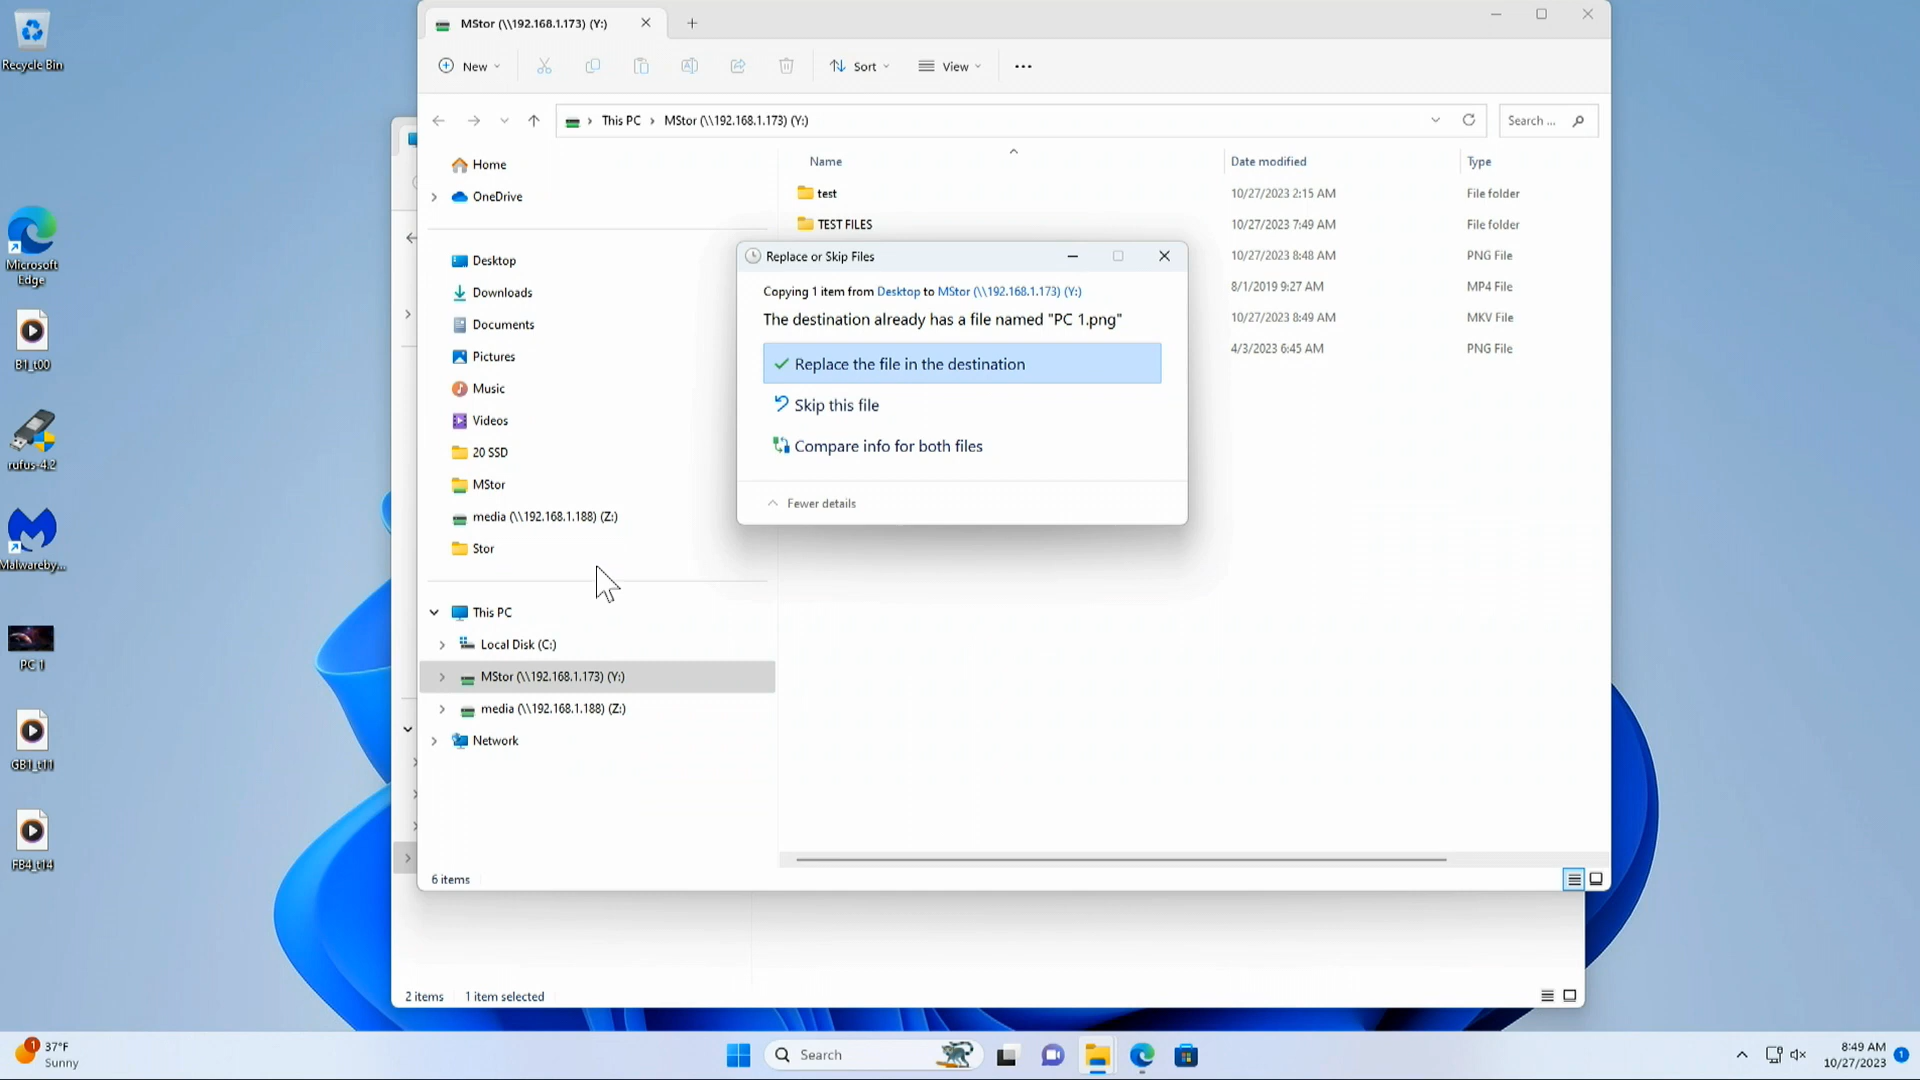 MStor (\\192.168.1.173) (Y:)
New
Sort
View
This PC
MStor (\\192.168.1.173) (Y:)
Search ...
Name
Date modified
Type
test
10/27/2023 2:15 AM
File folder
TEST FILES
10/27/2023 7:49 AM
File folder
10/27/2023 8:48 AM
PNG File
8/1/2019 9:27 AM
MP4 File
10/27/2023 8:49 AM
MKV File
4/3/2023 6:45 AM
PNG File
Home
OneDrive
Desktop
Downloads
Documents
Pictures
Music
Videos
20 SSD
MStor
media (\\192.168.1.188) (Z:)
Stor
This PC
Local Disk (C:)
MStor (\\192.168.1.173) (Y:)
media (\\192.168.1.188) (Z:)
Network
6 items
2 items
1 item selected
Replace or Skip Files
Copying 1 item from Desktop to MStor (\\192.168.1.173) (Y:)
The destination already has a file named "PC 1.png"
Replace the file in the destination
Skip this file
Compare info for both files
Fewer details
Recycle Bin
Microsoft
Edge
B1_t00
rufus-4.2
Malwareby...
PC 1
GB1_t11
FB4_t14
1
37°F
Sunny
Search
8:49 AM
10/27/2023
1